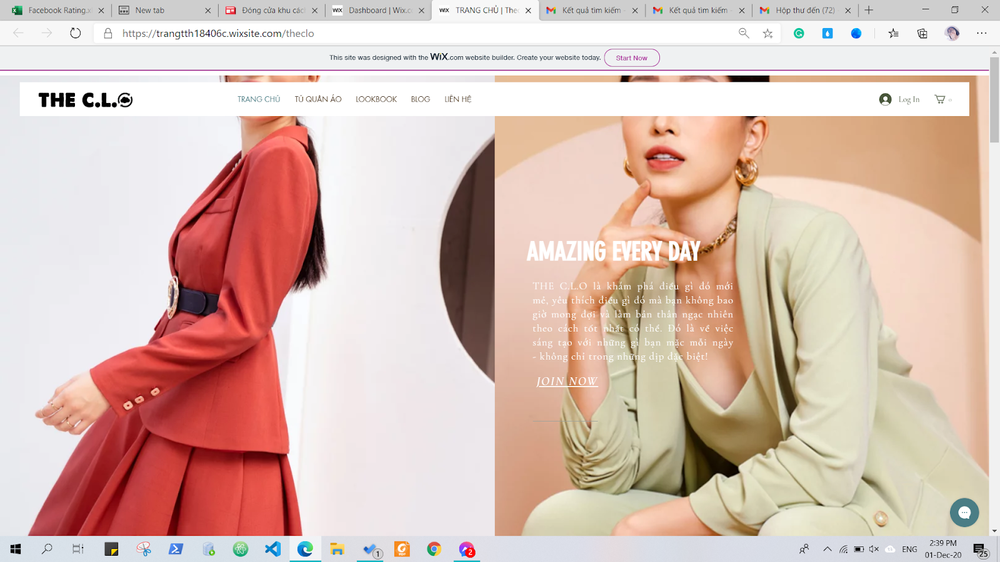 Facebook Rating.x
New tab
Đóng cửa khu các
WIX Dashboard | Wix.c
WIX TRANG CHỦ | The
Kết quả tìm kiếm
Kết quả tìm kiếm
Hộp thư đến (72)
https://trangtth18406c.wixsite.com/theclo
This site was designed with the WiX.com website builder. Create your website today. Start Now
THE C.L.O
TRANG CHỦ TỦ QUẦN ÁO LOOKBOOK BLOG LIÊN HỆ
Log In 0
AMAZING EVERY DAY
THE C.L.O là khám phá điều gì đó mới
mẻ, yêu thích điều gì đó mà bạn không bao
giờ mong đợi và làm bản thân ngạc nhiên
theo cách tốt nhất có thể. Đó là về việc
sáng tạo với những gì bạn mặc mỗi ngày
- không chỉ trong những dịp đặc biệt!
JOIN NOW
1
PDF
2
ENG
2:39 PM
01-Dec-20
25